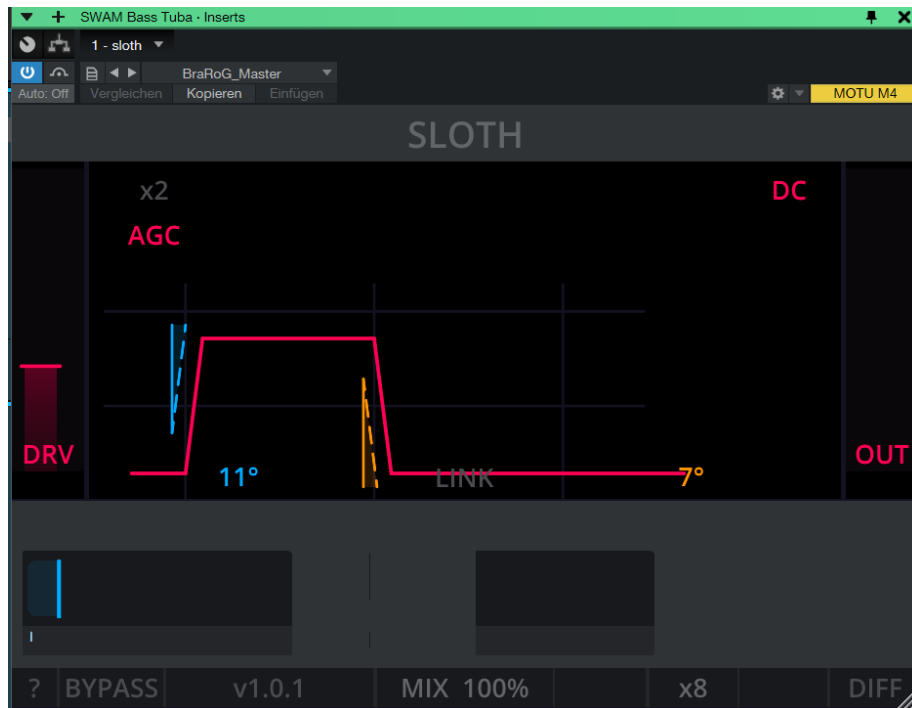 SWAM Bass Tuba · Inserts
1 - sloth
BraRoG_Master
Auto: Off Vergleichen Kopieren Einfügen MOTU M4
SLOTH
x2 DC
AGC
DRV 11° LINK 7° OUT
? BYPASS v1.0.1 MIX 100% x8 DIFF